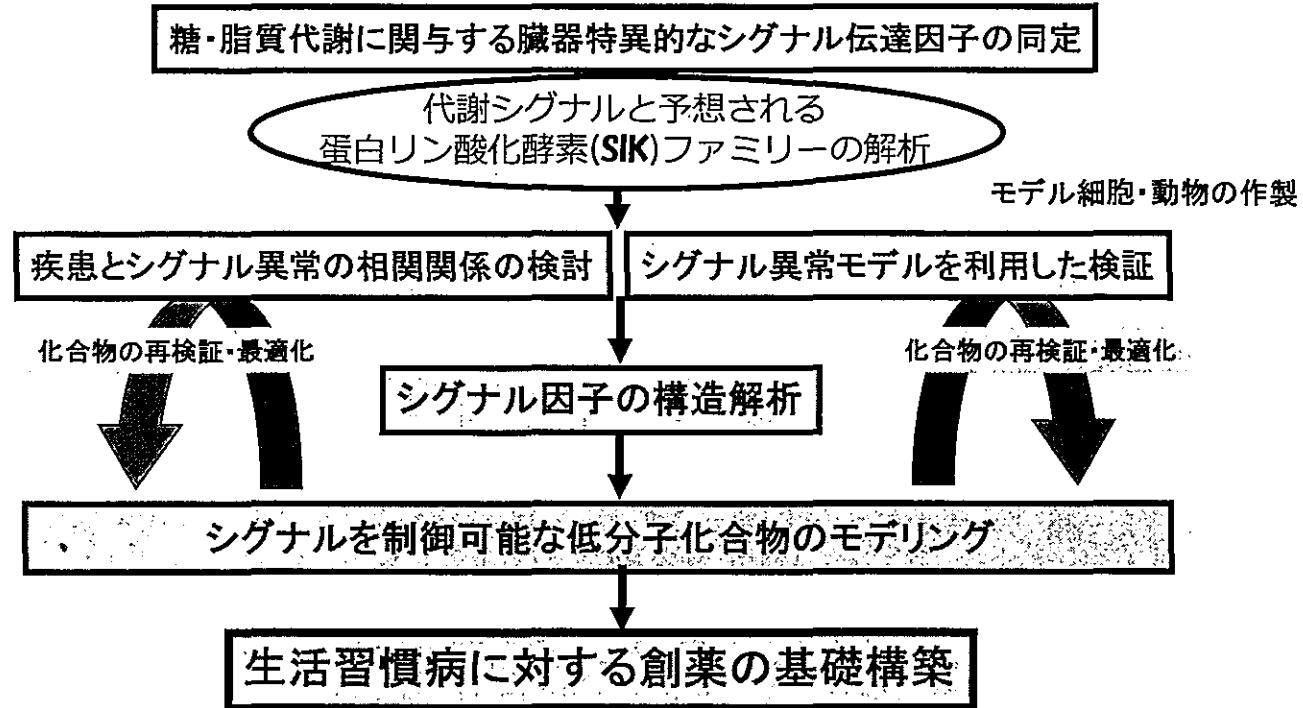 糖・脂質代謝に関与する臓器特異的なシグナル伝達因子の同定
代謝シグナルと予想される
蛋白リン酸化酵素(SIK)ファミリーの解析
モデル細胞・動物の作製
疾患とシグナル異常の相関関係の検討
シグナル異常モデルを利用した検証
化合物の再検証・最適化
化合物の再検証・最適化
シグナル因子の構造解析
シグナルを制御可能な低分子化合物のモデリング
生活習慣病に対する創薬の基礎構築